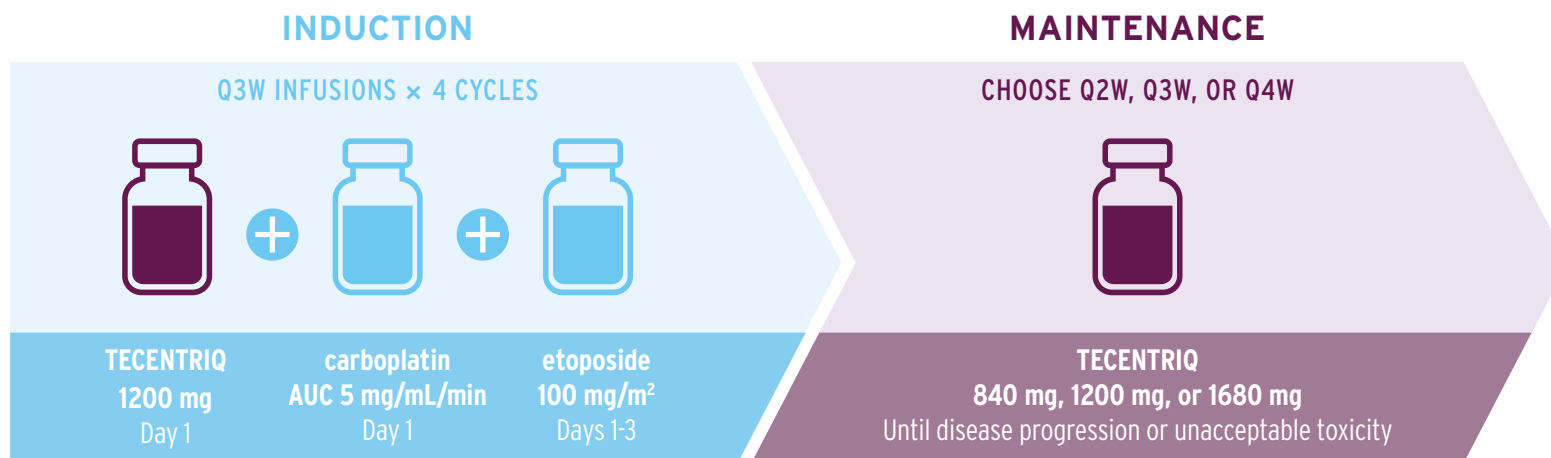 INDUCTION
Q3W INFUSIONS × 4 CYCLES
TECENTRIQ
1200 mg
Day 1
carboplatin
AUC 5 mg/mL/min
Day 1
etoposide
100 mg/m²
Days 1-3
MAINTENANCE
CHOOSE Q2W, Q3W, OR Q4W
TECENTRIQ
840 mg, 1200 mg, or 1680 mg
Until disease progression or unacceptable toxicity